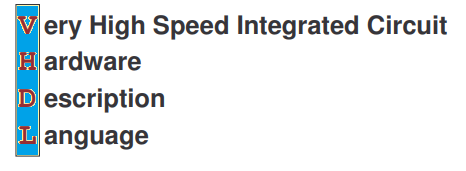 Very High Speed Integrated Circuit
Hardware
Description
Language